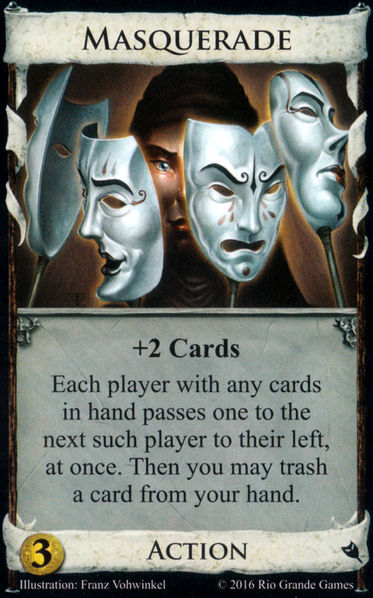 MASQUERADE
+2 Cards
Each player with any cards
in hand passes one to the
next such player to their left,
at once. Then you may trash
a card from your hand.
3
ACTION
Illustration: Franz Vohwinkel
© 2016 Rio Grande Games